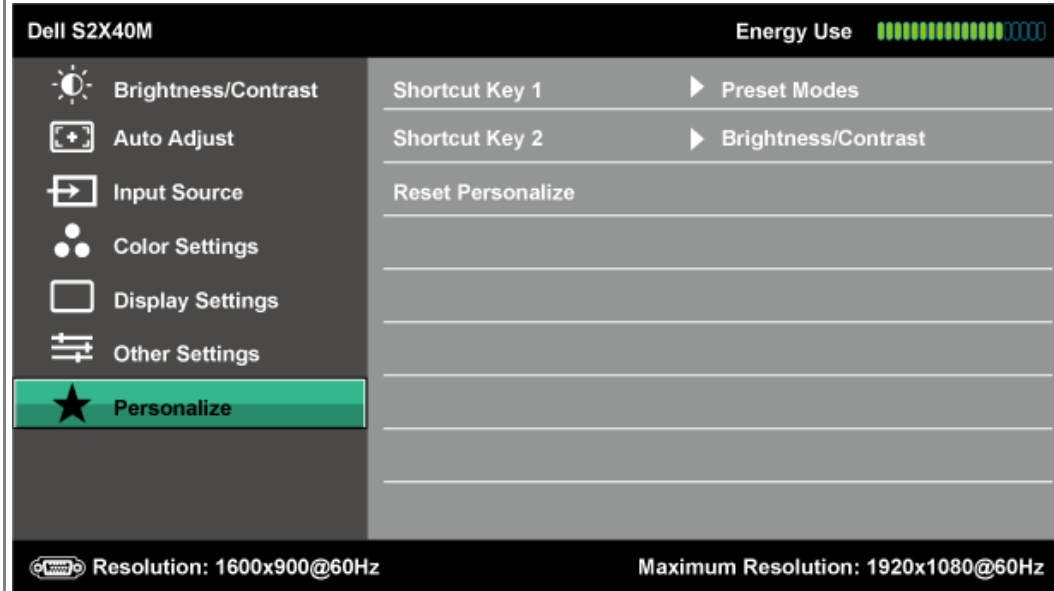 Dell S2X40M Energy Use
Brightness/Contrast Shortcut Key 1 Preset Modes
Auto Adjust Shortcut Key 2 Brightness/Contrast
Input Source Reset Personalize
Color Settings
Display Settings
Other Settings
Personalize
Resolution: 1600x900@60Hz Maximum Resolution: 1920x1080@60Hz